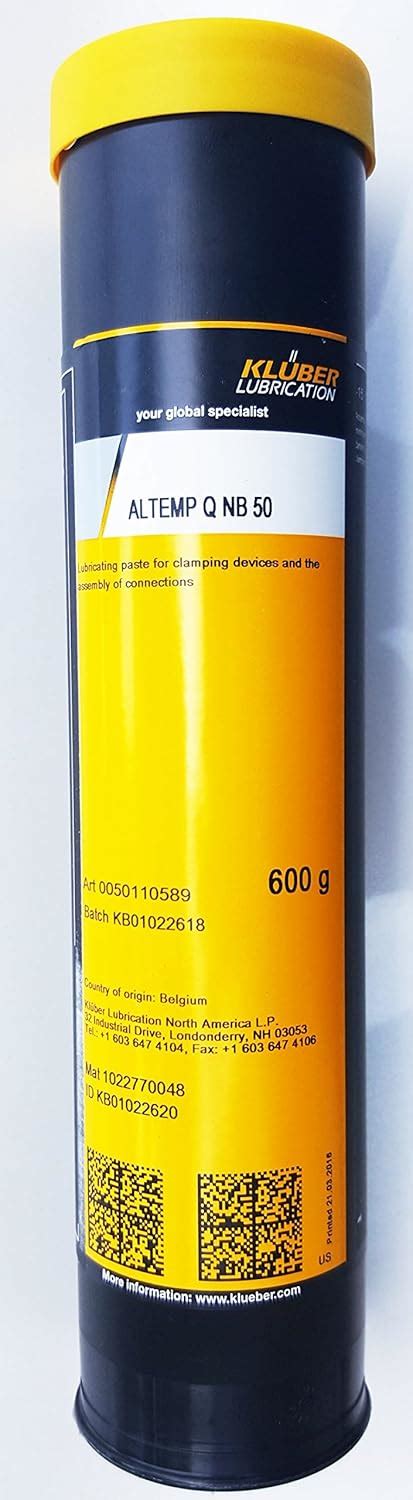 KLÜBER
LUBRICATION
your global specialist
ALTEMP Q NB 50
Lubricating paste for clamping devices and the
assembly of connections
Art 0050110589
600 g
Batch KB01022618
Country of origin: Belgium
Klüber Lubrication North America L.P.
32 Industrial Drive, Londonderry, NH 03053
Tel.: +1 603 647 4104, Fax: +1 603 647 4106
Mat 1022770048
ID KB01022620
Printed 21.03.2016
US
More information: www.klueber.com